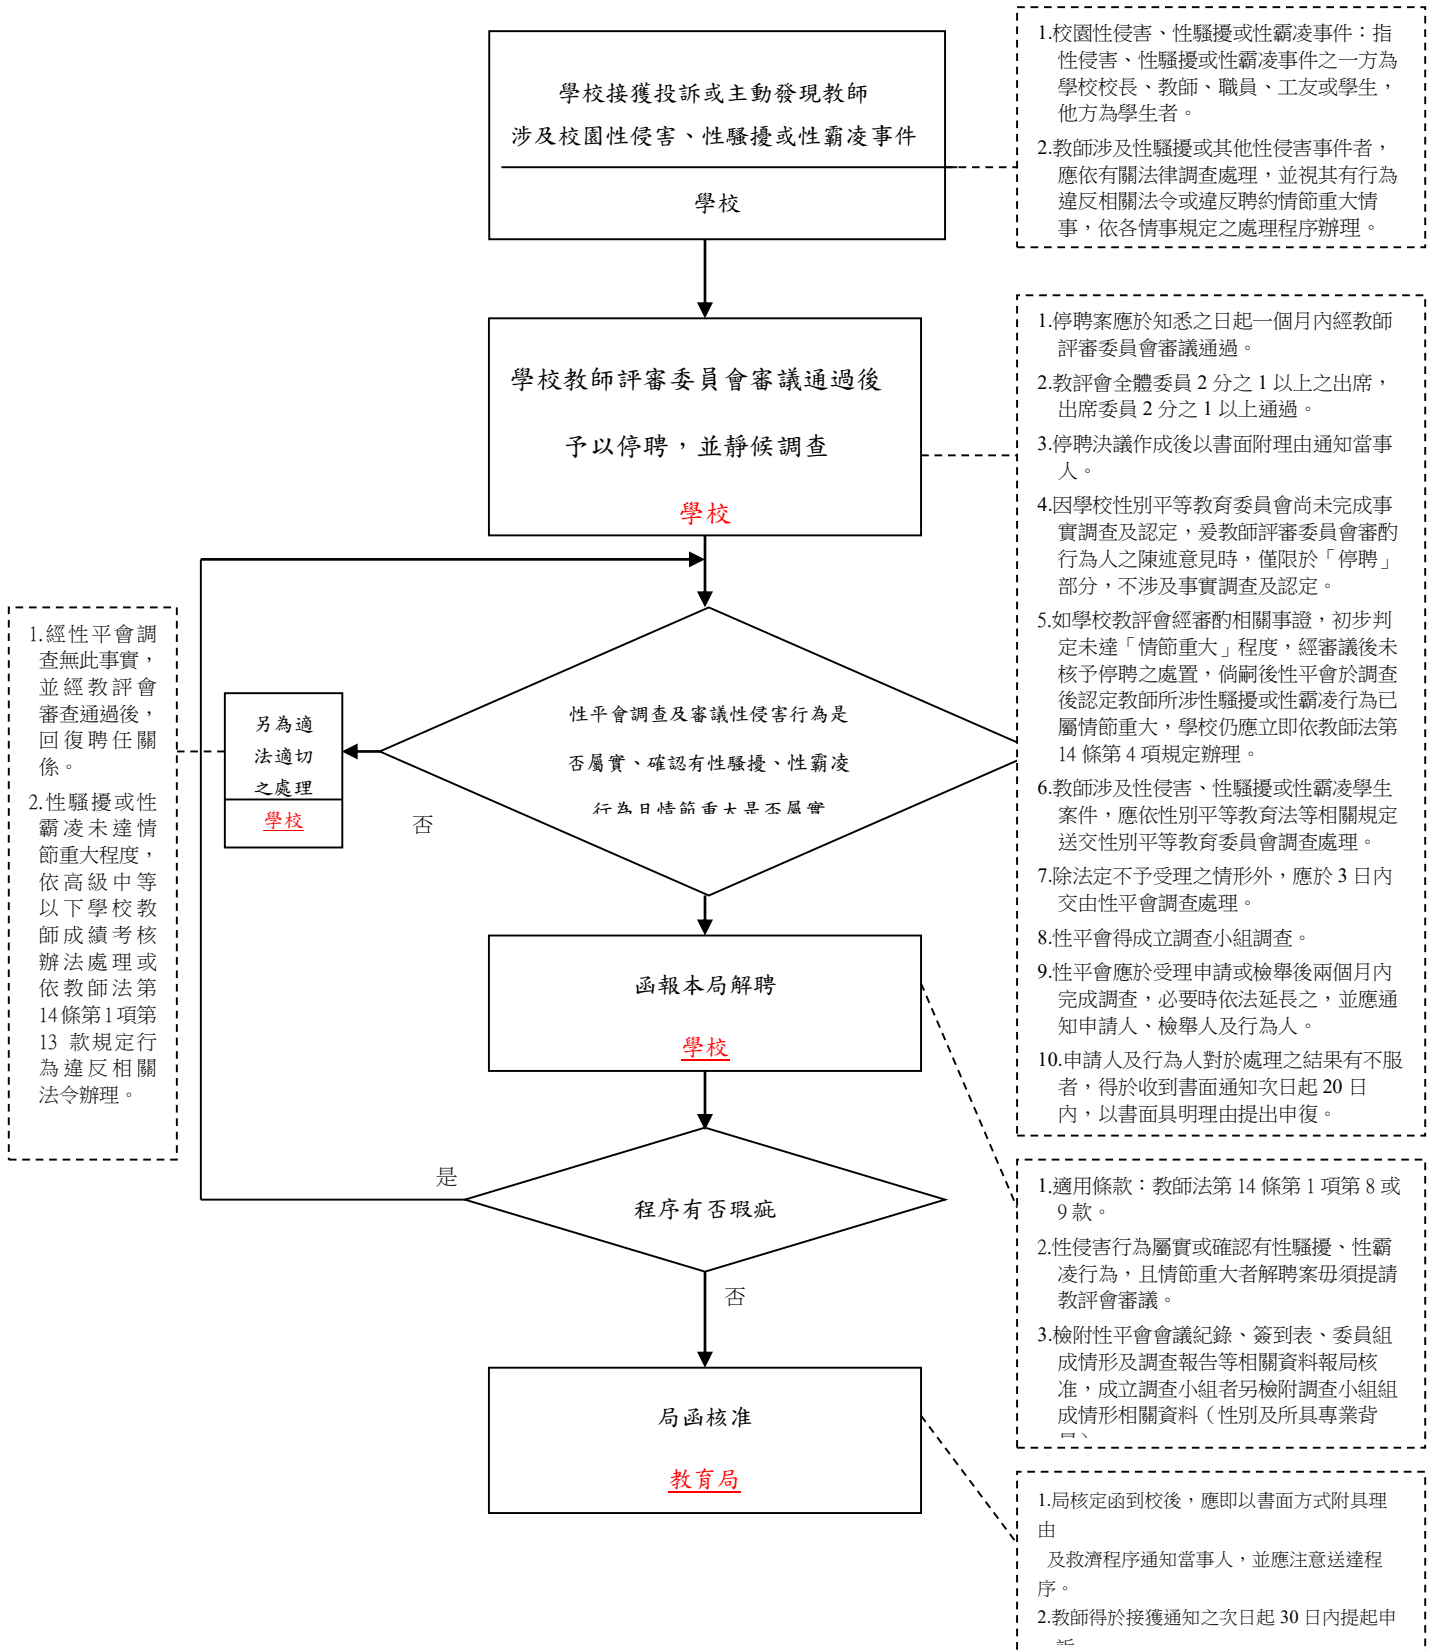 學校接獲投訴或主動發現教師
涉及校園性侵害、性騷擾或性霸凌事件
學校
1.校園性侵害、性騷擾或性霸凌事件：指
性侵害、性騷擾或性霸凌事件之一方為
學校校長、教師、職員、工友或學生，
他方為學生者。
2.教師涉及性騷擾或其他性侵害事件者，
應依有關法律調查處理，並視其有行為
違反相關法令或違反聘約情節重大情
事，依各情事規定之處理程序辦理。
學校教師評審委員會審議通過後
予以停聘，並靜候調查
學校
1.停聘案應於知悉之日起一個月內經教師
評審委員會審議通過。
2.教評會全體委員 2 分之 1 以上之出席，
出席委員 2 分之 1 以上通過。
3.停聘決議作成後以書面附理由通知當事
人。
4.因學校性別平等教育委員會尚未完成事
實調查及認定，爰教師評審委員會審酌
行為人之陳述意見時，僅限於「停聘」
部分，不涉及事實調查及認定。
5.如學校教評會經審酌相關事證，初步判
定未達「情節重大」程度，經審議後未
核予停聘之處置，倘嗣後性平會於調查
後認定教師所涉性騷擾或性霸凌行為已
屬情節重大，學校仍應立即依教師法第
14 條第 4 項規定辦理。
6.教師涉及性侵害、性騷擾或性霸凌學生
案件，應依性別平等教育法等相關規定
送交性別平等教育委員會調查處理。
7.除法定不予受理之情形外，應於 3 日內
交由性平會調查處理。
8.性平會得成立調查小組調查。
9.性平會應於受理申請或檢舉後兩個月內
完成調查，必要時依法延長之，並應通
知申請人、檢舉人及行為人。
10.申請人及行為人對於處理之結果有不服
者，得於收到書面通知次日起 20 日
內，以書面具明理由提出申復。
1.經性平會調
查無此事實，
並經教評會
審查通過後，
回復聘任關
係。
2.性騷擾或性
霸凌未達情
節重大程度，
依高級中等
以下學校教
師成績考核
辦法處理或
依教師法第
14條第1項第
13 款規定行
為違反相關
法令辦理。
另為適
法適切
之處理
學校
否
性平會調查及審議性侵害行為是
否屬實、確認有性騷擾、性霸凌
行為且情節重大是否屬實
函報本局解聘
學校
是
程序有否瑕疵
否
1.適用條款：教師法第 14 條第 1 項第 8 或
9 款。
2.性侵害行為屬實或確認有性騷擾、性霸
凌行為，且情節重大者解聘案毋須提請
教評會審議。
3.檢附性平會會議紀錄、簽到表、委員組
成情形及調查報告等相關資料報局核
准，成立調查小組者另檢附調查小組組
成情形相關資料（性別及所具專業背
局函核准
教育局
1.局核定函到校後，應即以書面方式附具理
由
及救濟程序通知當事人，並應注意送達程
序。
2.教師得於接獲通知之次日起 30 日內提起申